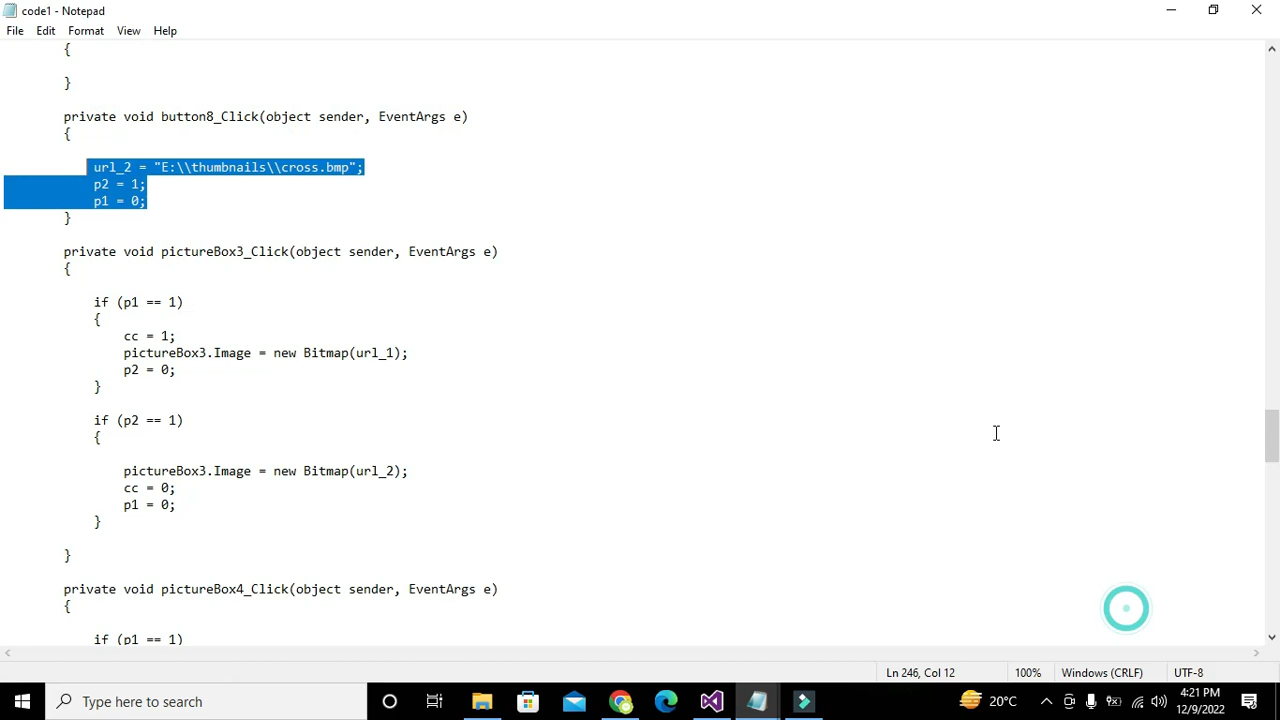 code1 - Notepad
File Edit Format View Help
{
}
private void button8_Click(object sender, EventArgs e)
{
url_2 = "E:\\thumbnails\\cross.bmp";
p2 = 1;
p1 = 0;
}
private void pictureBox3_Click(object sender, EventArgs e)
{
if (p1 == 1)
{
cc = 1;
pictureBox3.Image = new Bitmap(url_1);
p2 = 0;
}
if (p2 == 1)
{
pictureBox3.Image = new Bitmap(url_2);
cc = 0;
p1 = 0;
}
}
private void pictureBox4_Click(object sender, EventArgs e)
{
if (p1 == 1)
Ln 246, Col 12 100% Windows (CRLF) UTF-8
Type here to search 20°C 4:21 PM
12/9/2022